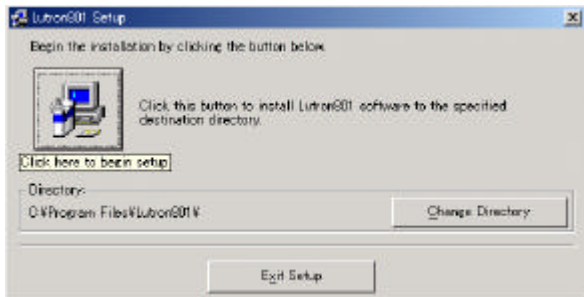 Lutron801 Setup
Begin the installation by clicking the button below.
Click this button to install Lutron801 software to the specified
destination directory.
Click here to begin setup
Directory:
C:¥Program Files¥Lutron801¥
Change Directory
Exit Setup